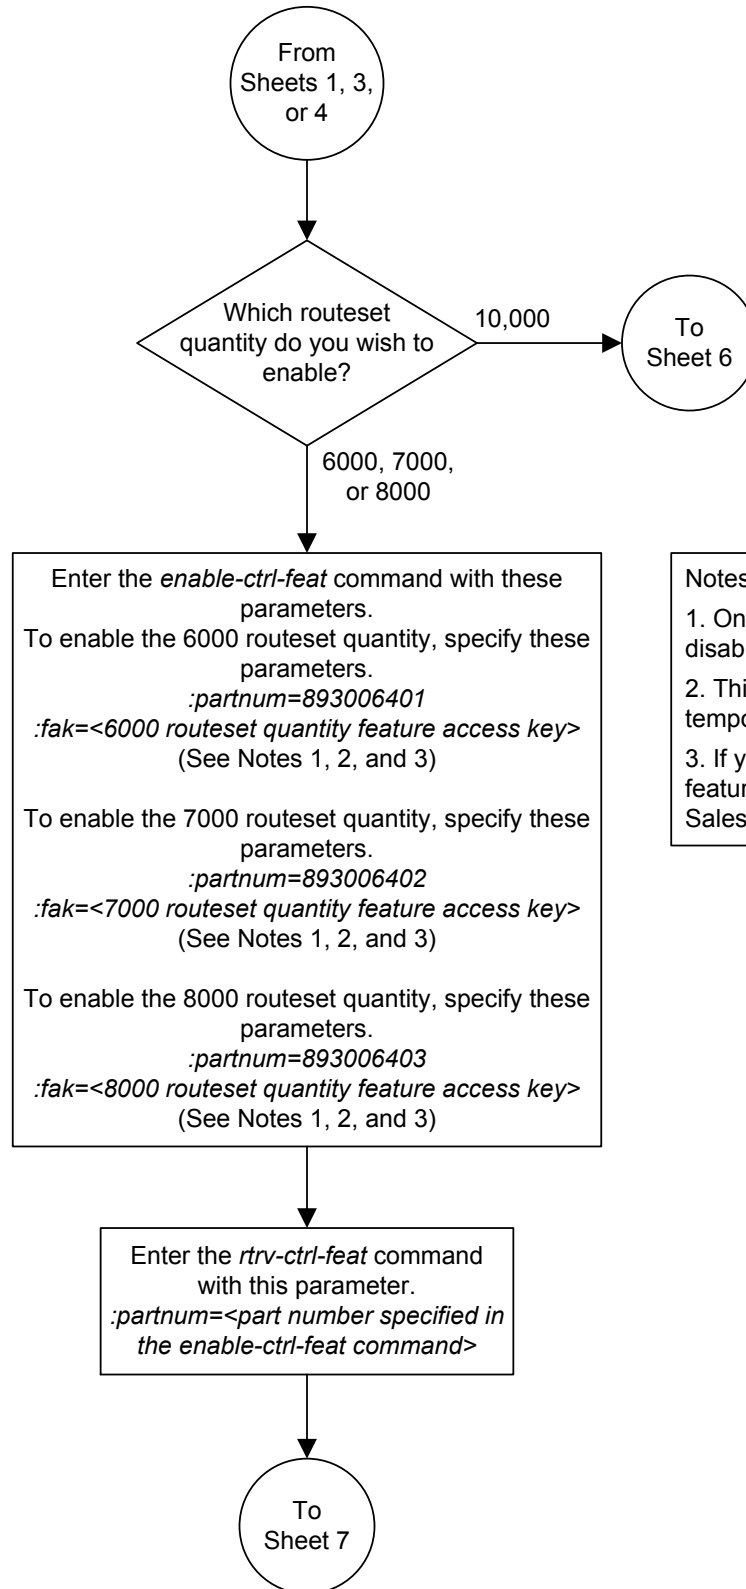 From
Sheets 1, 3,
or 4
Which routeset
quantity do you wish to
enable?
10,000
To
Sheet 6
6000, 7000,
or 8000
Enter the enable-ctrl-feat command with these
parameters.
To enable the 6000 routeset quantity, specify these
parameters.
:partnum=893006401
:fak=<6000 routeset quantity feature access key>
(See Notes 1, 2, and 3)
To enable the 7000 routeset quantity, specify these
parameters.
:partnum=893006402
:fak=<7000 routeset quantity feature access key>
(See Notes 1, 2, and 3)
To enable the 8000 routeset quantity, specify these
parameters.
:partnum=893006403
:fak=<8000 routeset quantity feature access key>
(See Notes 1, 2, and 3)
Notes
1. On
disab
2. Thi
tempo
3. If y
featur
Sales
Enter the rtrv-ctrl-feat command
with this parameter.
:partnum=<part number specified in
the enable-ctrl-feat command>
To
Sheet 7